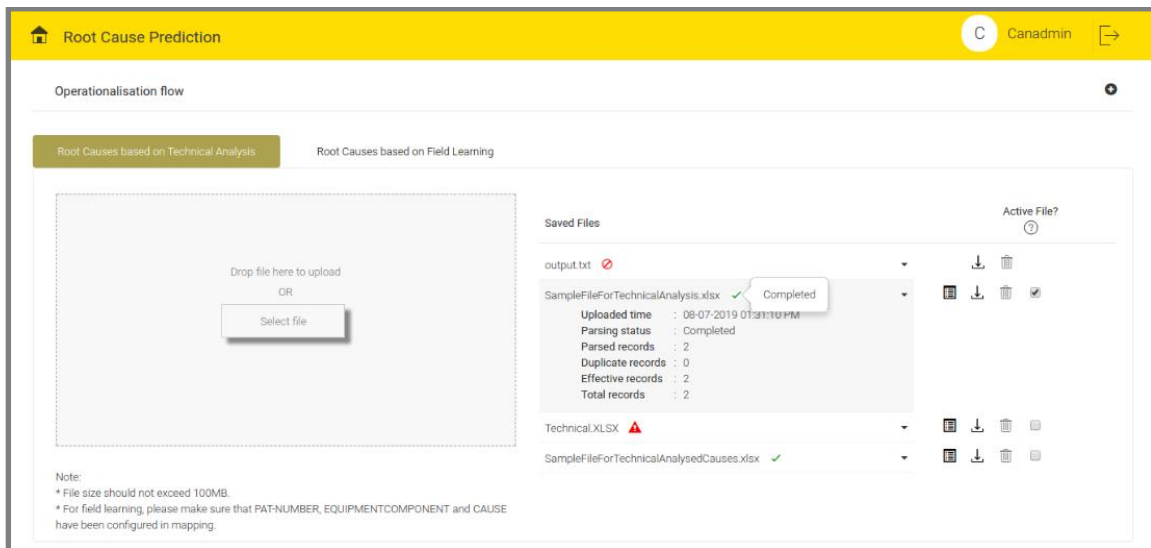 Root Cause Prediction
C Canadmin
Operationalisation flow
Root Causes based on Technical Analysis
Root Causes based on Field Learning
Drop file here to upload
OR
Select file
Note:
* File size should not exceed 100MB.
* For field learning, please make sure that PAT-NUMBER, EQUIPMENTCOMPONENT and CAUSE
have been configured in mapping.
Saved Files
Active File?
?
output.txt
SampleFileForTechnicalAnalysis.xlsx
Completed
Uploaded time : 08-07-2019 01:31:10 PM
Parsing status : Completed
Parsed records : 2
Duplicate records : 0
Effective records : 2
Total records : 2
Technical.XLSX
SampleFileForTechnicalAnalysedCauses.xlsx